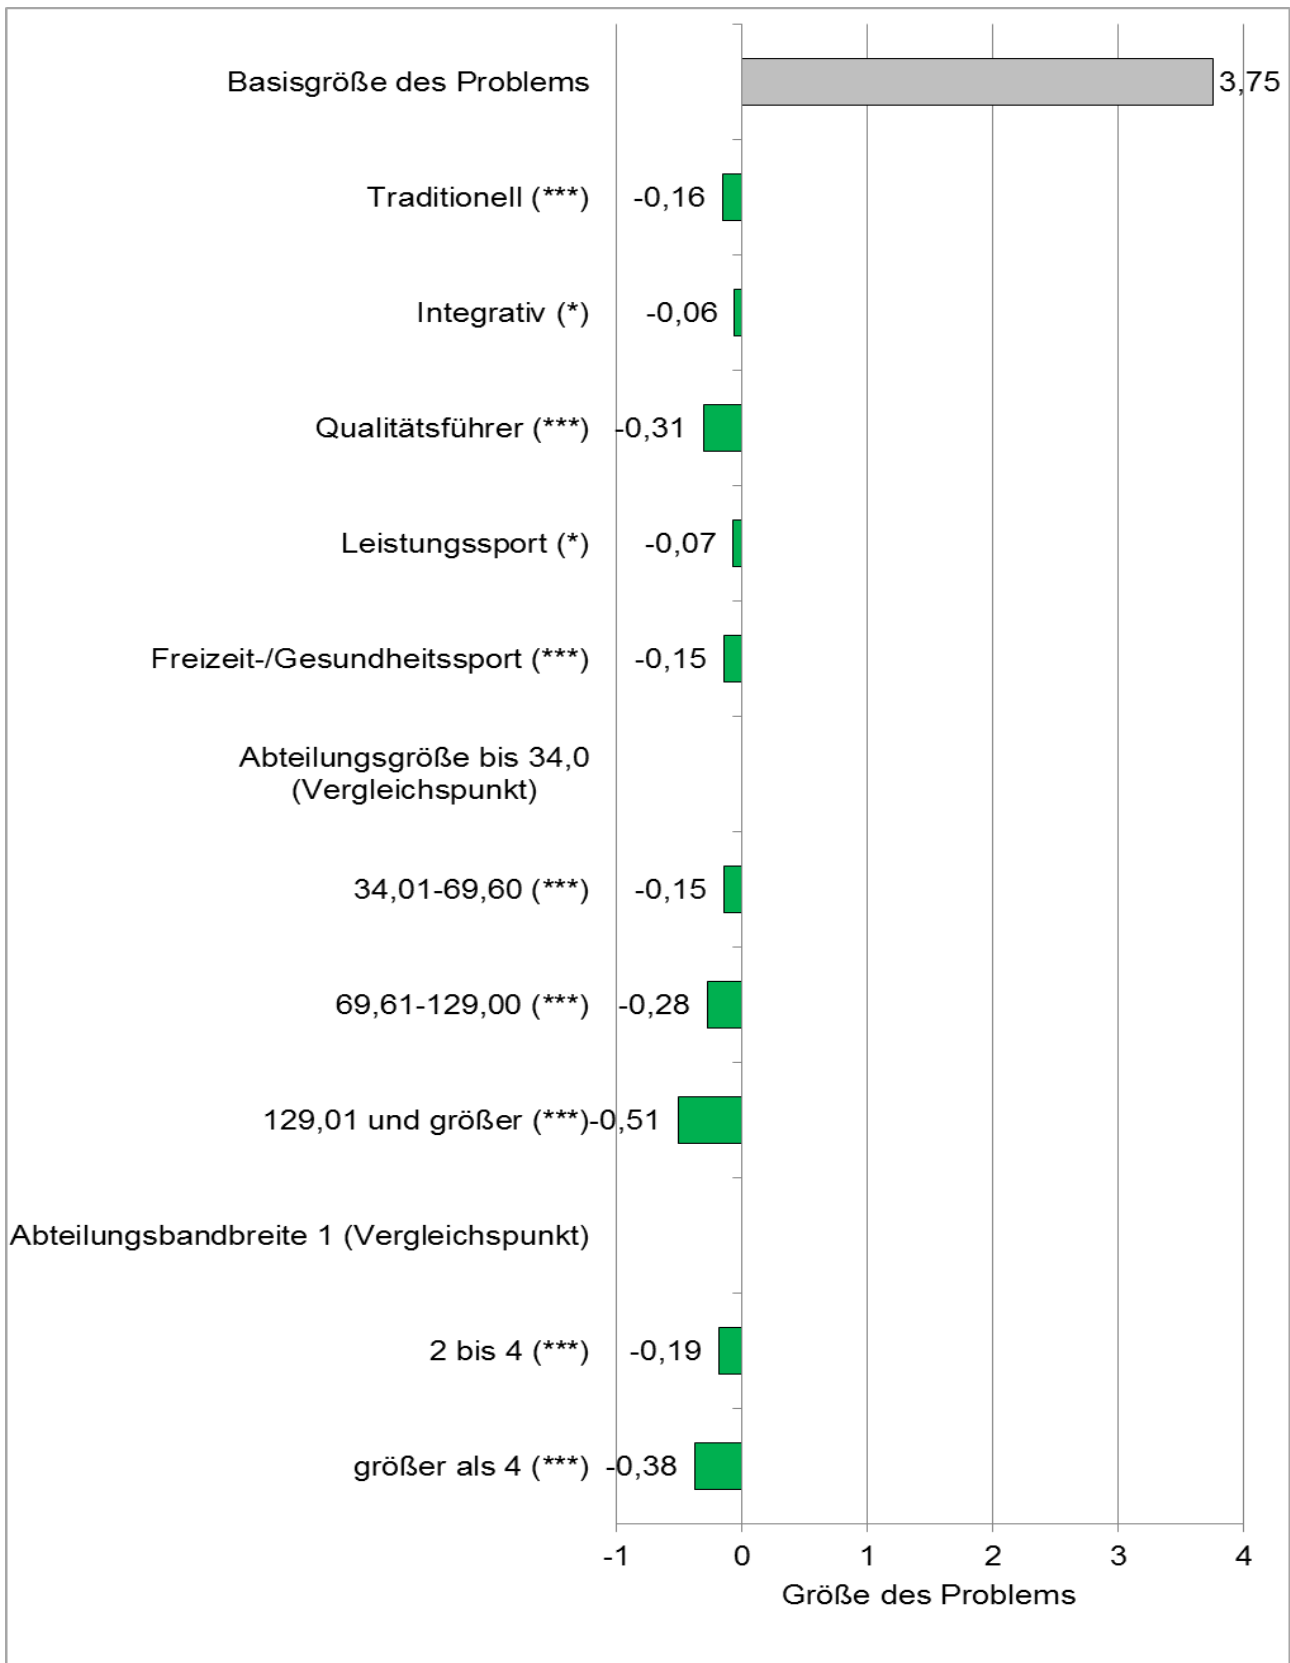 Basisgröße des Problems 3,75
Traditionell (***) -0,16
Integrativ (*) -0,06
Qualitätsführer (***) -0,31
Leistungssport (*) -0,07
Freizeit-/Gesundheitssport (***) -0,15
Abteilungsgröße bis 34,0
(Vergleichspunkt)
34,01-69,60 (***) -0,15
69,61-129,00 (***) -0,28
129,01 und größer (***) -0,51
Abteilungsbandbreite 1 (Vergleichspunkt)
2 bis 4 (***) -0,19
größer als 4 (***) -0,38
-1 0 1 2 3 4
Größe des Problems